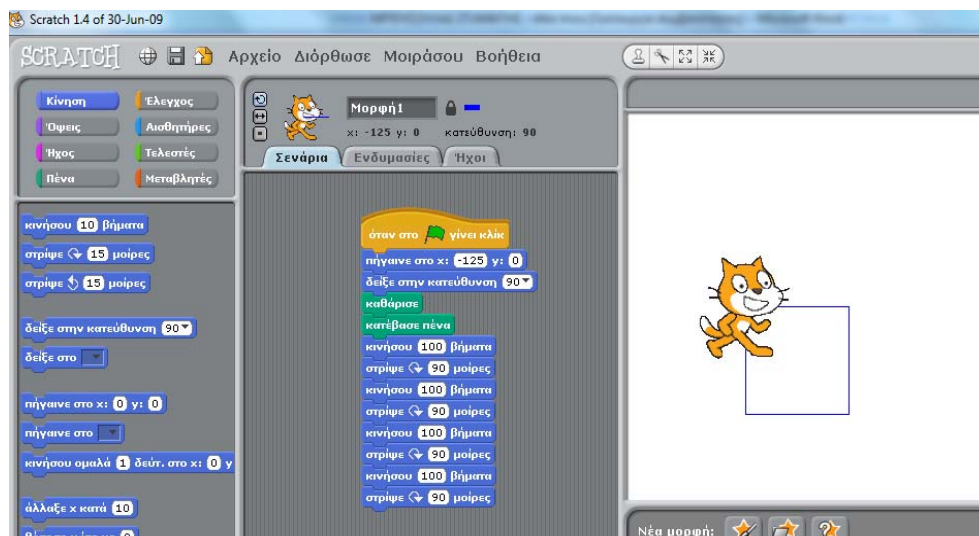 Scratch 1.4 of 30-Jun-09
SCRATCH Αρχείο Διόρθωσε Μοιράσου Βοήθεια
Κίνηση Έλεγχος
Όψεις Αισθητήρες
Ήχος Τελεστές
Πένα Μεταβλητές
κινήσου 10 βήματα
στρίψε 15 μοίρες
στρίψε 15 μοίρες
δείξε στην κατεύθυνση 90
δείξε στο
πήγαινε στο x: 0 y: 0
πήγαινε στο
κινήσου ομαλά 1 δεύτ. στο x: 0 y
άλλαξε x κατά 10
Μορφή1
x: -125 y: 0 κατεύθυνση: 90
Σενάρια Ενδυμασίες Ήχοι
όταν στο γίνει κλίκ
πήγαινε στο x: -125 y: 0
δείξε στην κατεύθυνση 90
καθάρισε
κατέβασε πένα
κινήσου 100 βήματα
στρίψε 90 μοίρες
κινήσου 100 βήματα
στρίψε 90 μοίρες
κινήσου 100 βήματα
στρίψε 90 μοίρες
κινήσου 100 βήματα
στρίψε 90 μοίρες
Νέα μορφή: